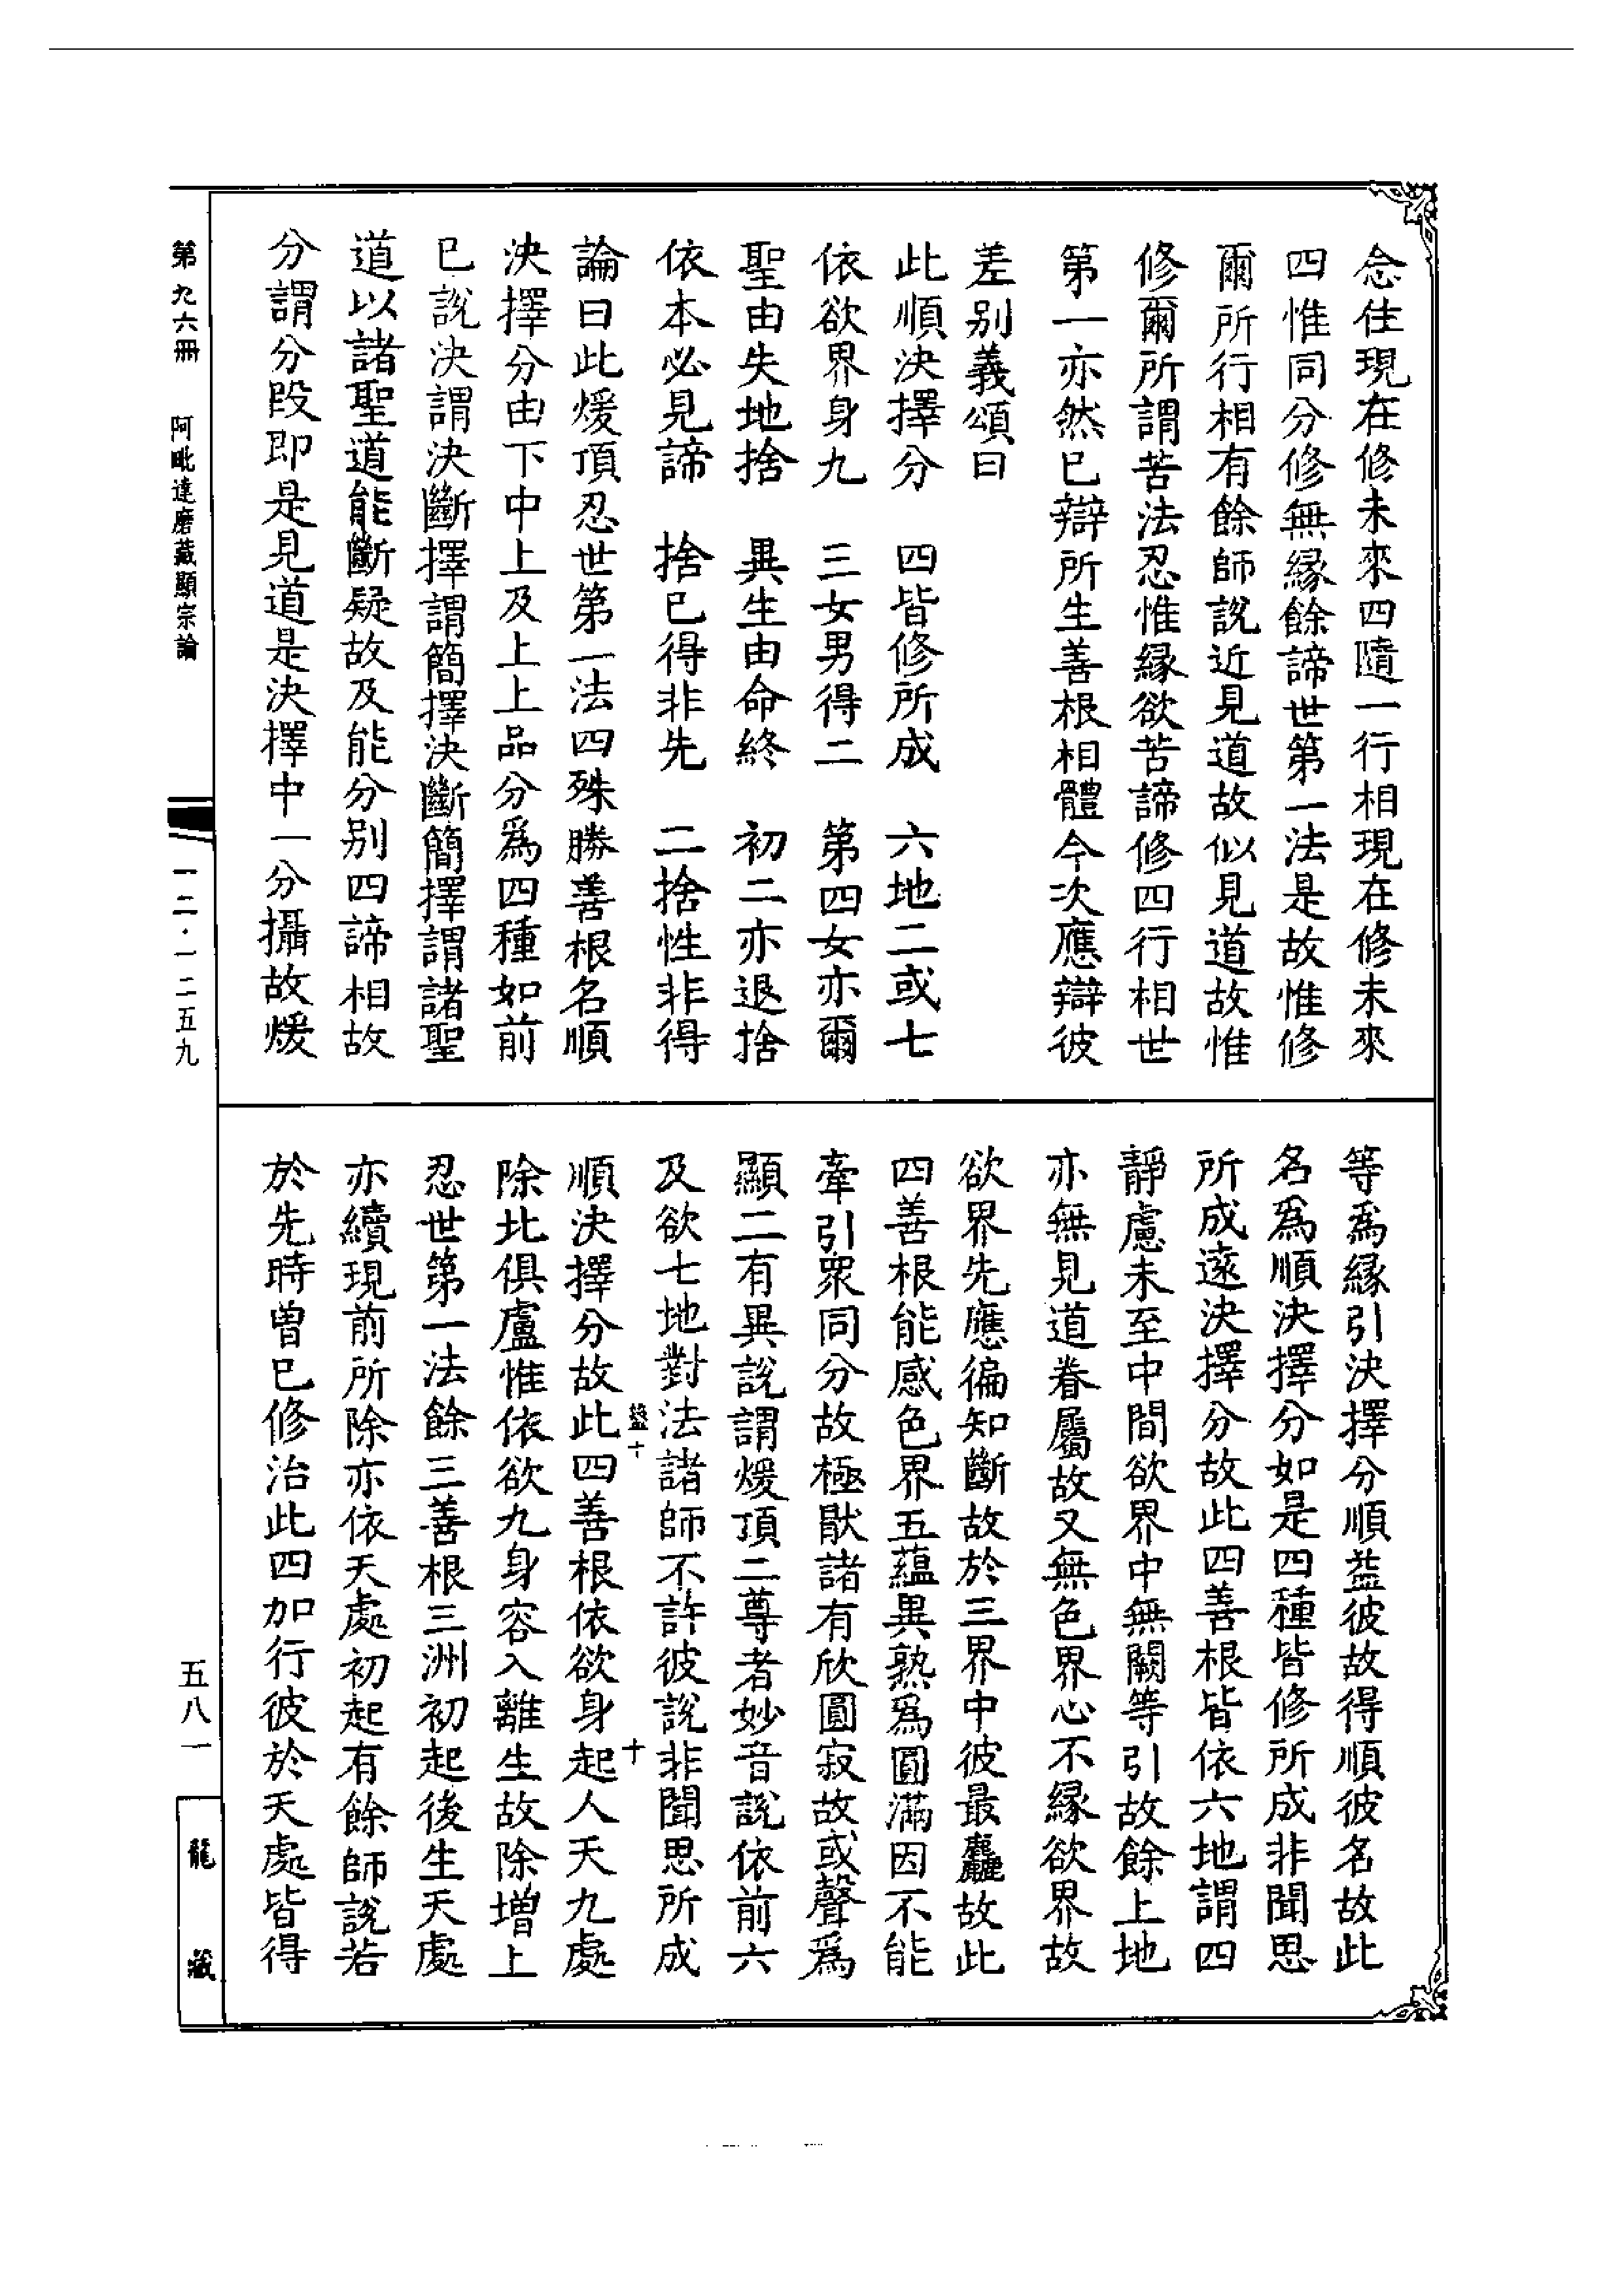 念住現在修未來四隨一行相現在修未來
四惟同分修無緣餘諦世第一法是故惟修
爾所行相有餘師說近見道故似見道故惟
修爾所謂苦法忍惟緣欲苦諦修四行相世
第一亦然已辯所生善根相體今次應辯彼
差别義頌曰
此順決擇分　四皆修所成　六地二或七
依欲界身九　三女男得二　第四女亦爾
聖由失地捨　異生由命終　初二亦退捨
依本必見諦　捨已得非先　二捨性非得
論曰此煖頂忍世第一法四殊勝善根名順
決擇分由下中上及上上品分為四種如前
已說決謂決斷擇謂簡擇決斷簡擇謂諸聖
道以諸聖道能斷疑故及能分别四諦相故
分謂分段即是見道是決擇中一分攝故煖
等為緣引決擇分順益彼故得順彼名故此
名為順決擇分如是四種皆修所成非聞思
所成遠決擇分故此四善根皆依六地謂四
靜慮未至中間欲界中無闕等引故餘上地
亦無見道眷屬故又無色界心不緣欲界故
欲界先應徧知斷故於三界中彼最麤故此
四善根能感色界五蘊異熟為圓滿因不能
牽引眾同分故極猒諸有欣圓寂故或聲為
顯二有異說謂煖頂二尊者妙音說依前六
及欲七地對法諸師不許彼說非聞思所成
十
十
順決擇分故此四善根依欲身起人天九處
除北俱盧惟依欲九身容入離生故除增上
忍世第一法餘三善根三洲初起後生天處
亦續現前所除亦依天處初起有餘師說若
於先時曾已修治此四加行彼於天處皆得
第九六冊　阿毗達磨藏顯宗論
一二·一二五九
五八一
龍藏